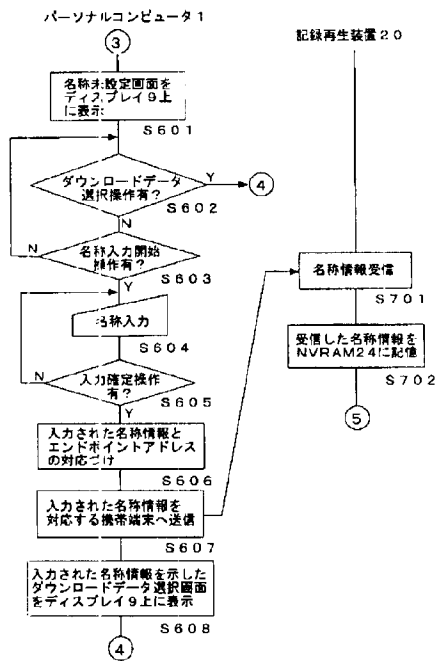 パーソナルコンピュータ1
③
名称未設定画面を
ディスプレイ9上
に表示
S601
ダウンロードデータ
選択操作有?
Y
④
S602
N
名称入力開始
操作有?
N
S603
Y
名称入力
S604
入力確定操作
有?
N
S605
Y
入力された名称情報と
エンドポイントアドレス
の対応づけ
S606
入力された名称情報を
対応する携帯端末へ送信
S607
入力された名称情報を示した
ダウンロードデータ選択画面
をディスプレイ9上に表示
S608
④
記録再生装置20
名称情報受信
S701
受信した名称情報を
NVRAM24に記憶
S702
⑤